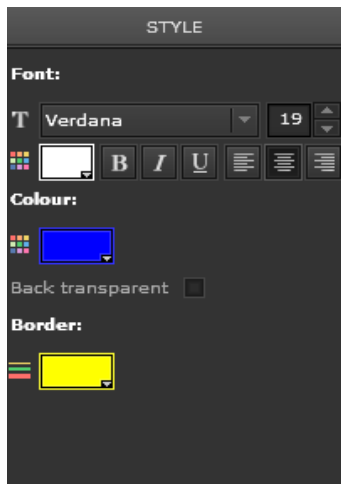 STYLE
Font:
T Verdana 19
B I U
Colour:
Back transparent
Border: